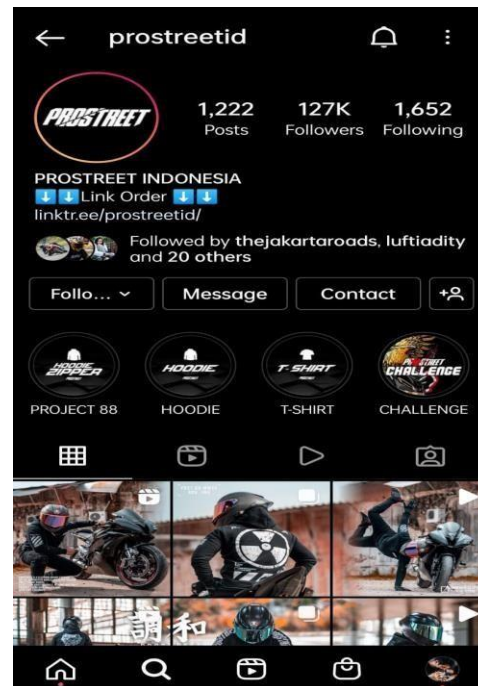 prostreetid
PROSTREET
1,222 127K 1,652
Posts Followers Following
PROSTREET INDONESIA
Link Order
linktr.ee/prostreetid/
Followed by thejakartaroads, luftiadity
and 20 others
Follo... Message Contact
HOODIE
ZIPPER
HOODIE
T-SHIRT
CHALLENGE
PROJECT 88 HOODIE T-SHIRT CHALLENGE
調和